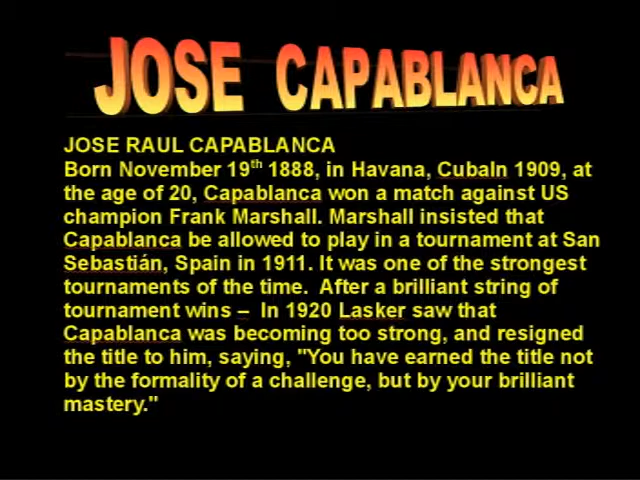 JOSE CAPABLANCA
JOSE RAUL CAPABLANCA
Born November 19th 1888, in Havana, Cubaln 1909, at
the age of 20, Capablanca won a match against US
champion Frank Marshall. Marshall insisted that
Capablanca be allowed to play in a tournament at San
Sebastián, Spain in 1911. It was one of the strongest
tournaments of the time.  After a brilliant string of
tournament wins –  In 1920 Lasker saw that
Capablanca was becoming too strong, and resigned
the title to him, saying, "You have earned the title not
by the formality of a challenge, but by your brilliant
mastery."